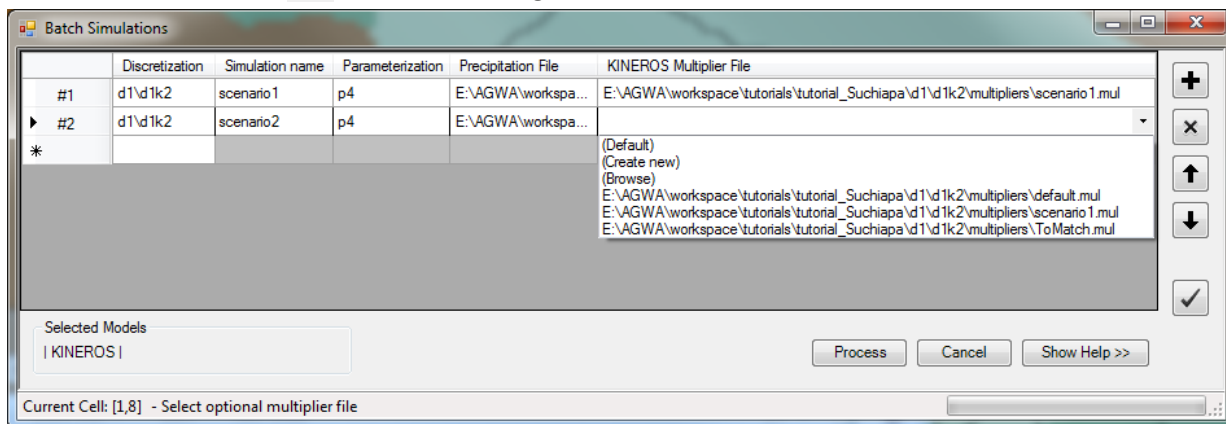 Batch Simulations
Discretization Simulation name Parameterization Precipitation File KINEROS Multiplier File
#1 d1\d1k2 scenario1 p4 E:\AGWA\workspa... E:\AGWA\workspace\tutorials\tutorial_Suchiapa\d1\d1k2\multipliers\scenario1.mul
#2 d1\d1k2 scenario2 p4 E:\AGWA\workspa...
(Default)
(Create new)
(Browse)
E:\AGWA\workspace\tutorials\tutorial_Suchiapa\d1\d1k2\multipliers\default.mul
E:\AGWA\workspace\tutorials\tutorial_Suchiapa\d1\d1k2\multipliers\scenario1.mul
E:\AGWA\workspace\tutorials\tutorial_Suchiapa\d1\d1k2\multipliers\ToMatch.mul
Selected Models
| KINEROS |
Process Cancel Show Help >>
Current Cell: [1,8] - Select optional multiplier file